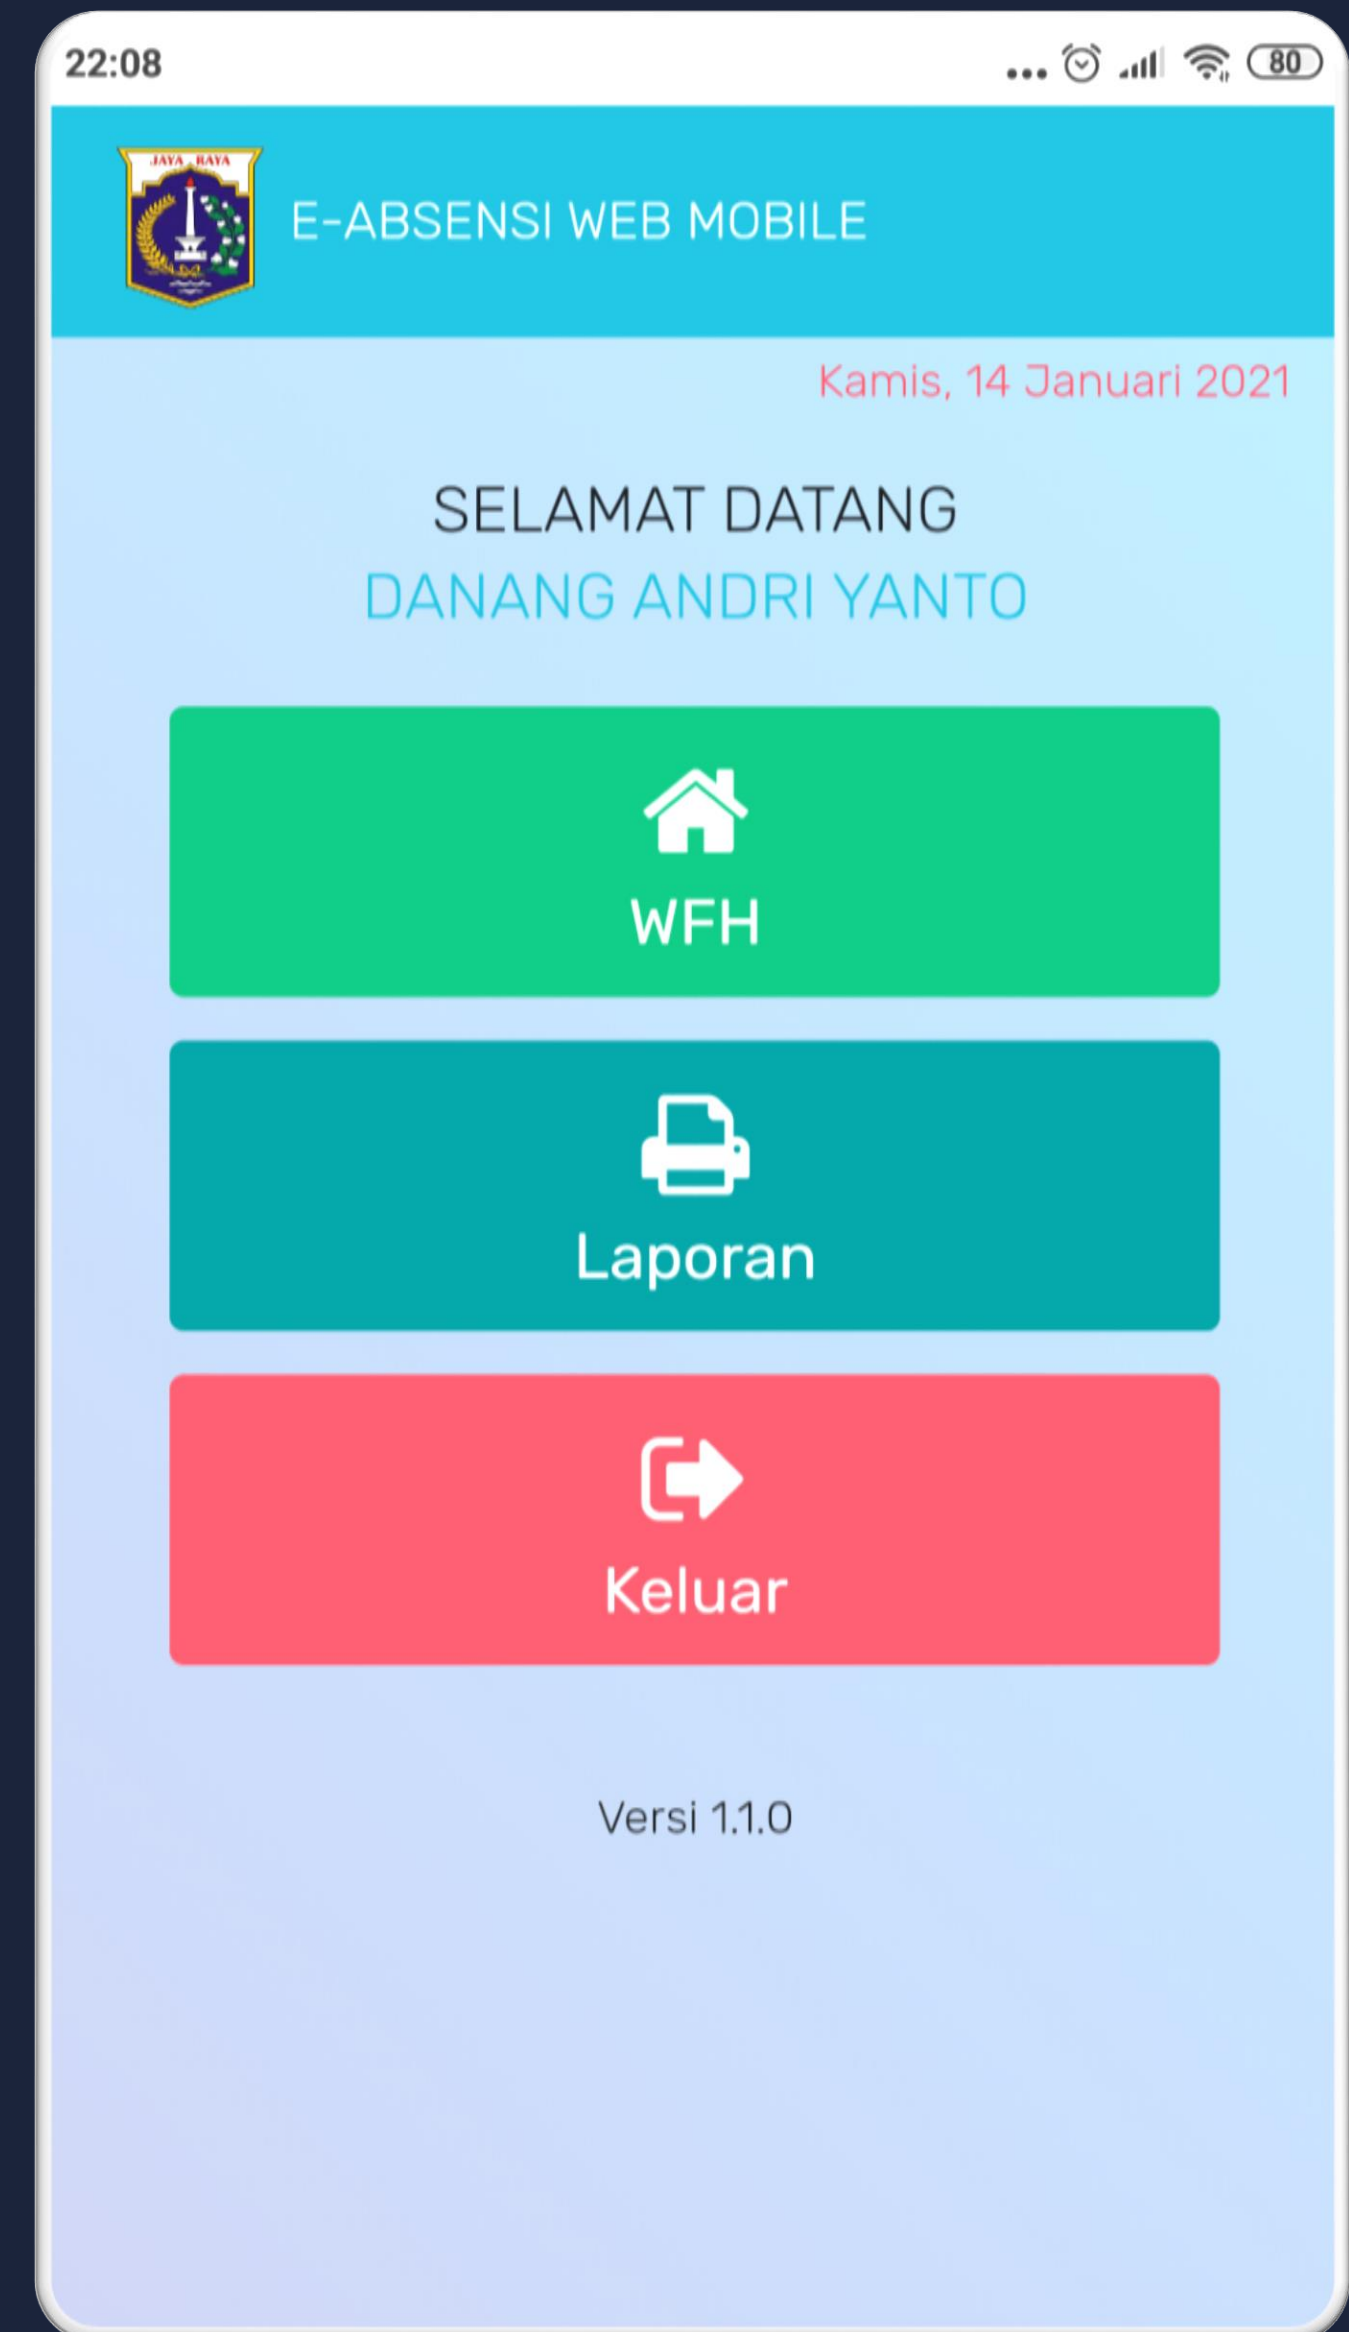 22:08
80
JAYA RAYA
E-ABSENSI WEB MOBILE
Kamis, 14 Januari 2021
SELAMAT DATANG
DANANG ANDRI YANTO
WFH
Laporan
Keluar
Versi 1.1.0